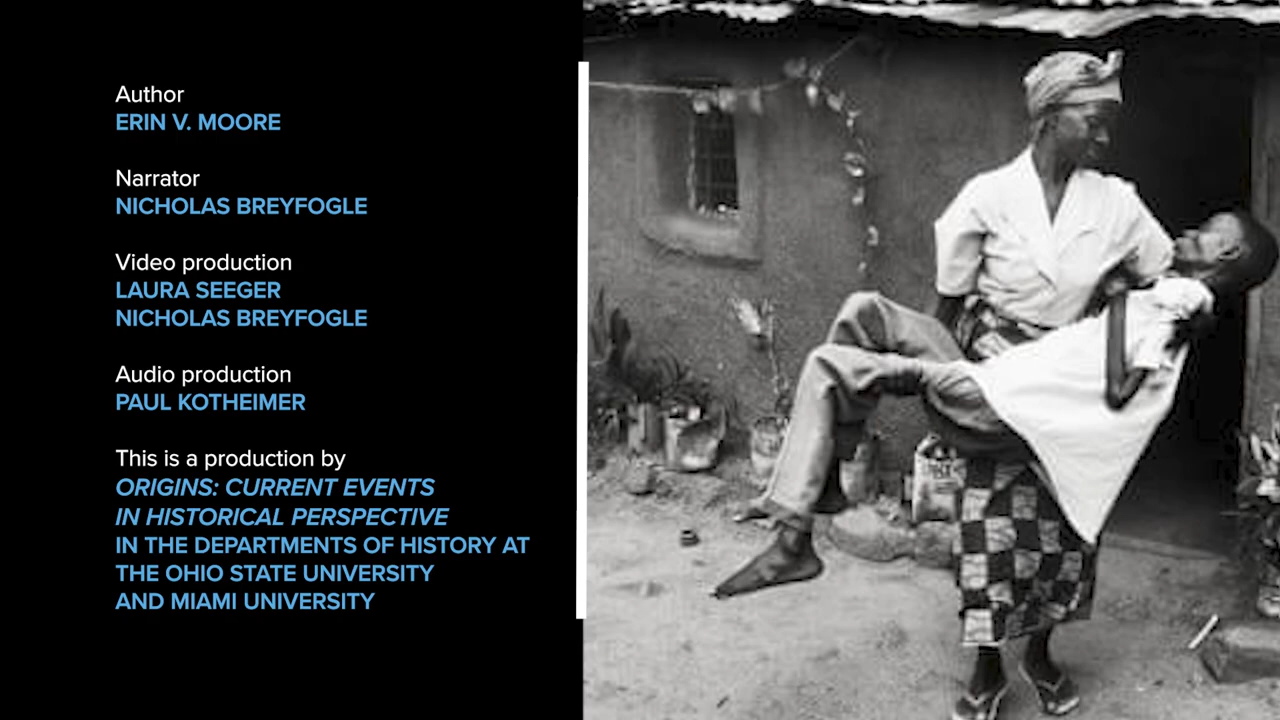 Author
ERIN V. MOORE
Narrator
NICHOLAS BREYFOGLE
Video production
LAURA SEEGER
NICHOLAS BREYFOGLE
Audio production
PAUL KOTHEIMER
This is a production by
ORIGINS: CURRENT EVENTS
IN HISTORICAL PERSPECTIVE
IN THE DEPARTMENTS OF HISTORY AT
THE OHIO STATE UNIVERSITY
AND MIAMI UNIVERSITY